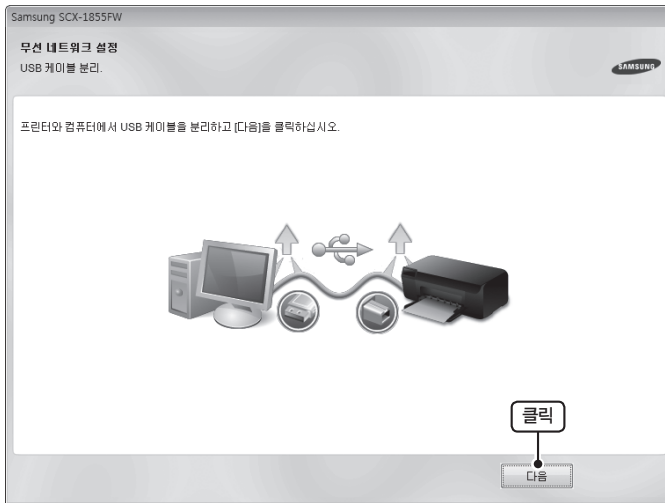 Samsung SCX-1855FW
무선 네트워크 설정
USB 케이블 분리.
SAMSUNG
프린터와 컴퓨터에서 USB 케이블을 분리하고 [다음]을 클릭하십시오.
클릭
다음